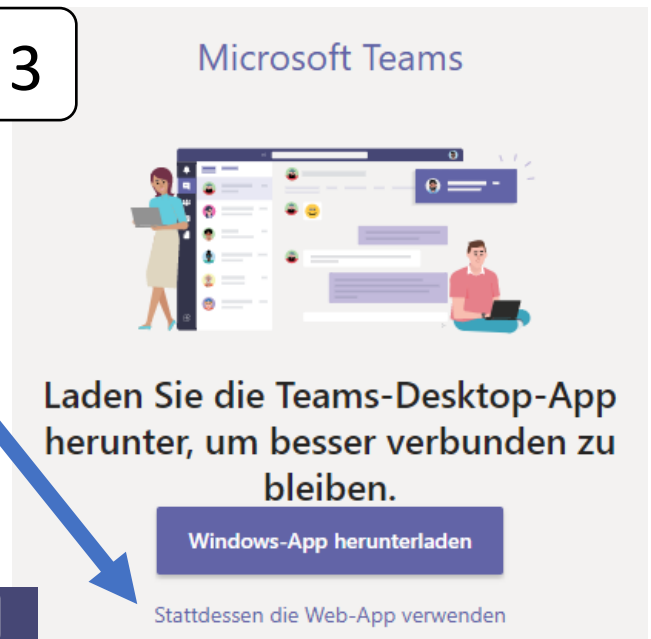 3
Microsoft Teams
Laden Sie die Teams-Desktop-App
herunter, um besser verbunden zu
bleiben.
Windows-App herunterladen
Stattdessen die Web-App verwenden